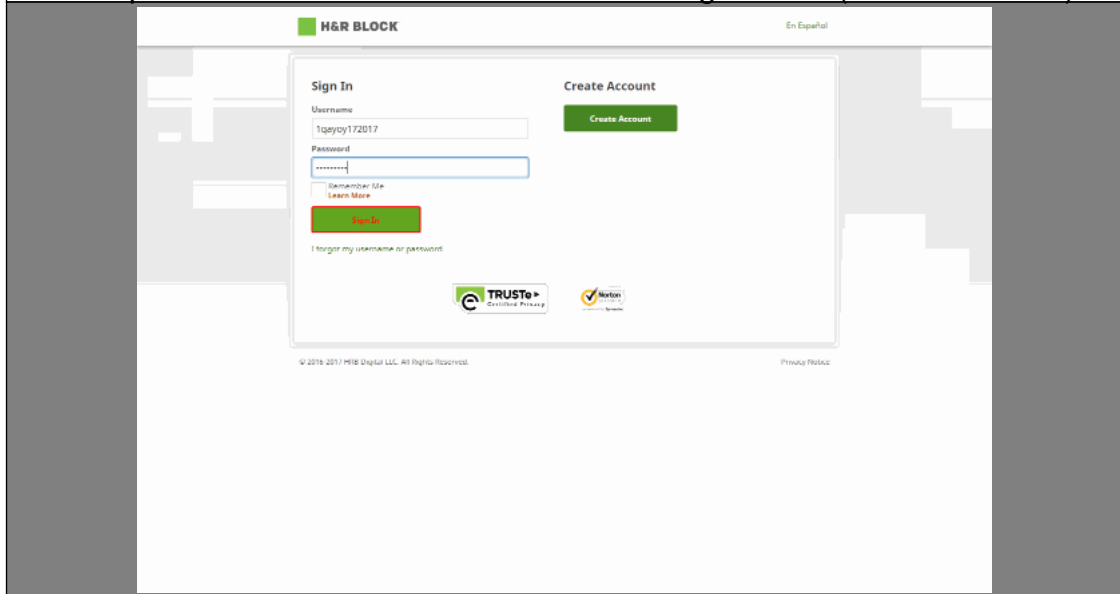 H&R BLOCK
En Español
Sign In
Create Account
Username
1qayoy172017
Create Account
Password
---------
Remember Me
Learn More
Sign In
I forgot my username or password.
TRUSTe
Certified Privacy
Norton
© 2016-2017 HRB Digital LLC. All Rights Reserved.
Privacy Notice